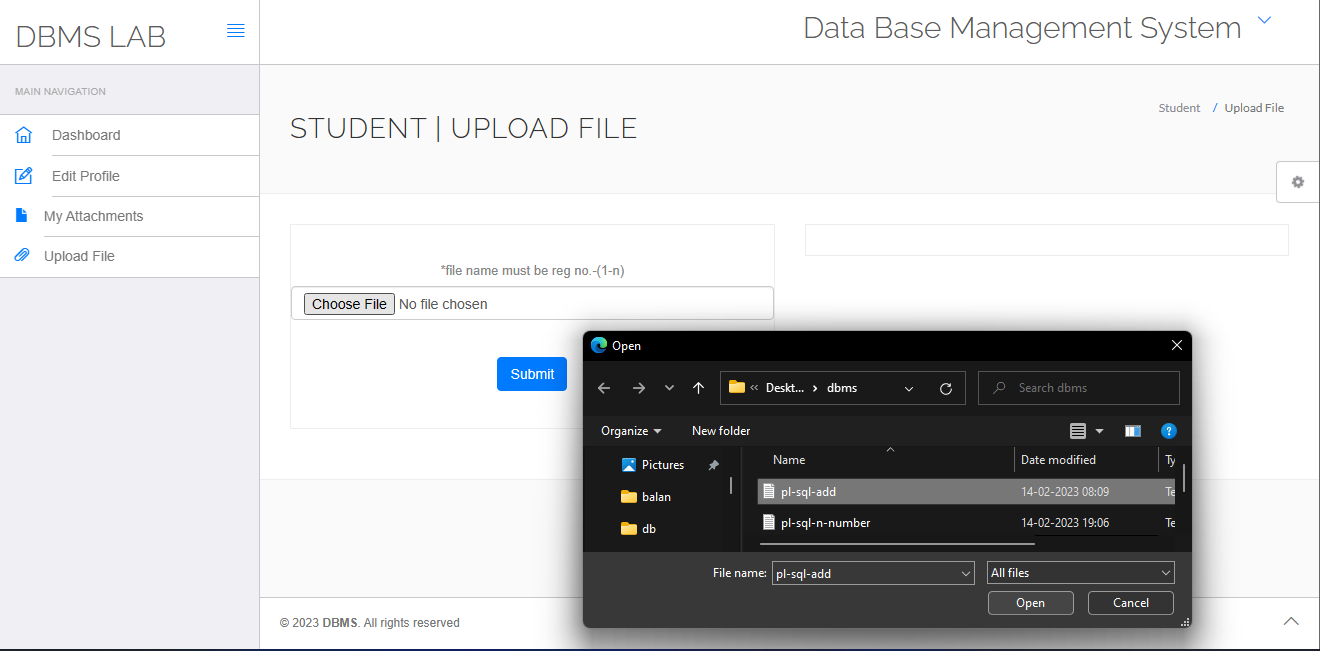 DBMS LAB
Data Base Management System
MAIN NAVIGATION
Dashboard
Edit Profile
My Attachments
Upload File
STUDENT | UPLOAD FILE
Student / Upload File
*file name must be reg no.-(1-n)
Choose File No file chosen
Submit
Open
« Deskt... › dbms
Search dbms
Organize
New folder
Pictures
balan
db
Name Date modified Ty
pl-sql-add 14-02-2023 08:09 Te
pl-sql-n-number 14-02-2023 19:06 Te
File name: pl-sql-add All files
Open Cancel
© 2023 DBMS. All rights reserved